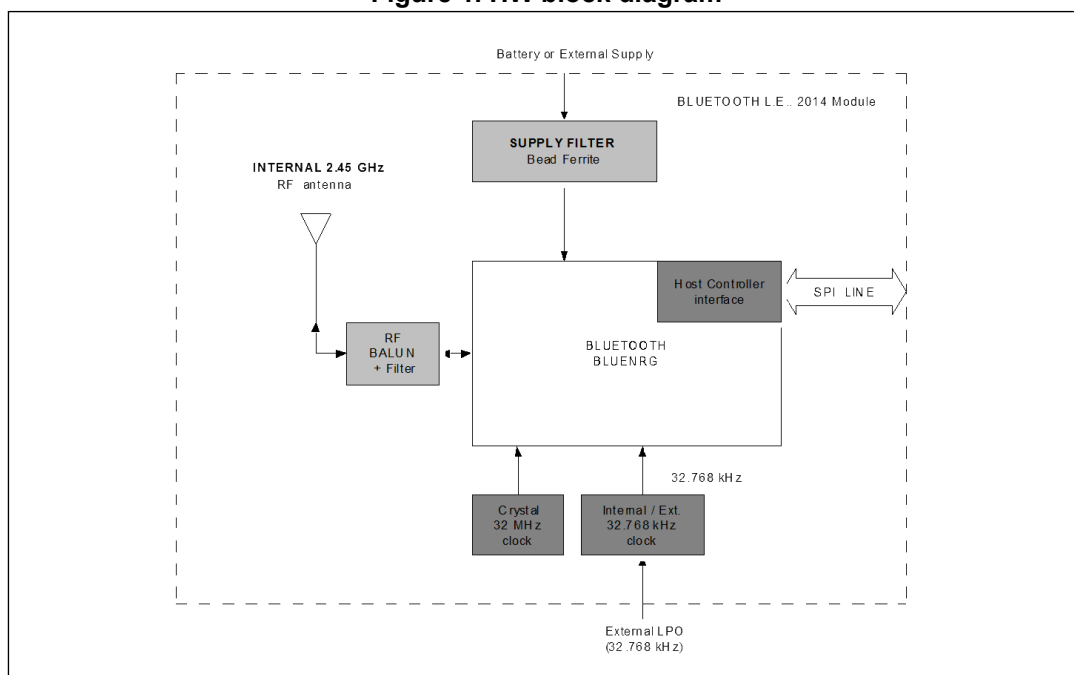 Figure 1. HW block diagram
Battery or External Supply
BLUETOOTH L.E.. 2014 Module
SUPPLY FILTER
Bead Ferrite
INTERNAL 2.45 GHz
RF antenna
Host Controller
interface
SPI LINE
RF
BALUN
+ Filter
BLUETOOTH
BLUENRG
32.768 kHz
Crystal
32 MHz
clock
Internal / Ext.
32.768 kHz
clock
External LPO
(32.768 kHz)